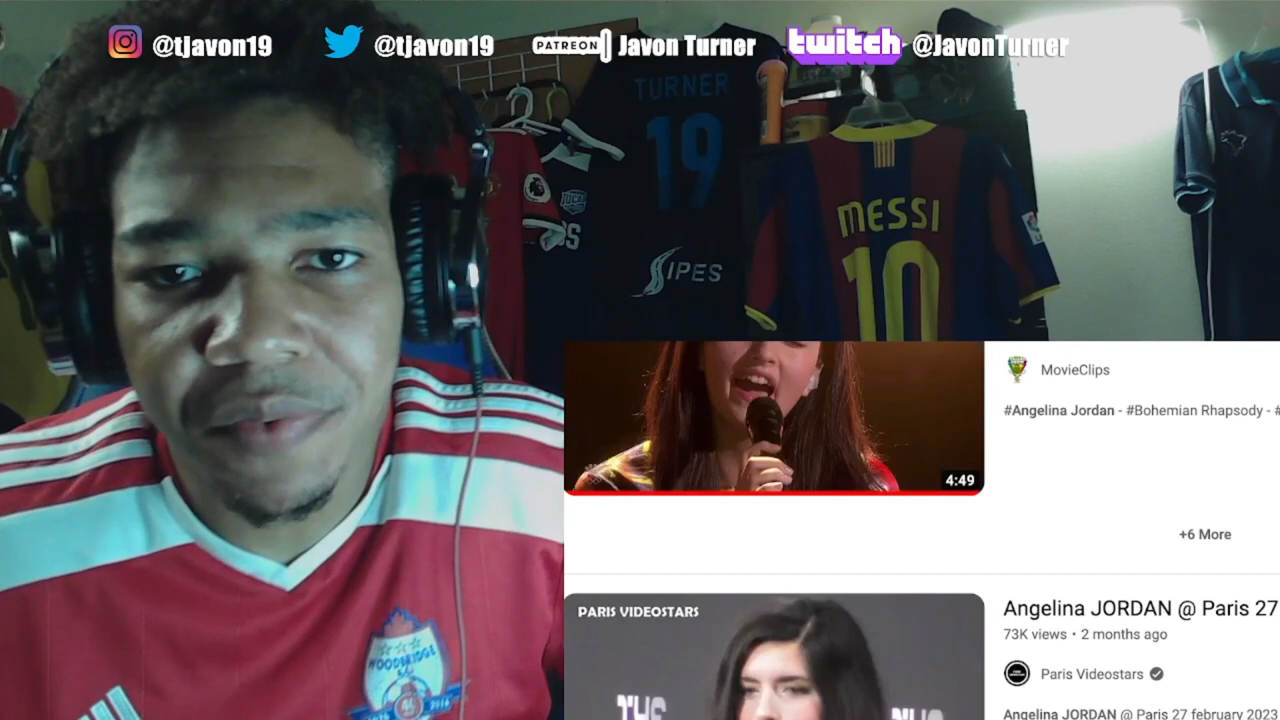 @tjavon19
@tjavon19
PATREON
Javon Turner
twitch
@JavonTurner
TURNER
19
SIPES
MESSI
10
WOODBRIDGE
4:49
MovieClips
#Angelina Jordan - #Bohemian Rhapsody - #
+6 More
PARIS VIDEOSTARS
Angelina JORDAN @ Paris 27
73K views • 2 months ago
Paris Videostars
Angelina JORDAN @ Paris 27 february 2023